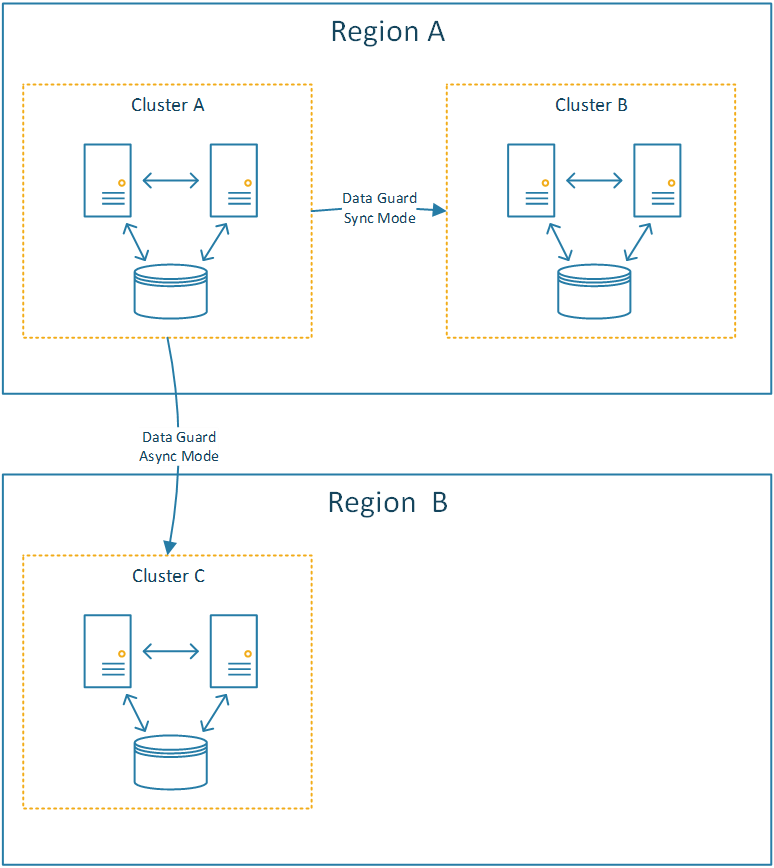 Region A
Cluster A
Cluster B
Data Guard
Sync Mode
Data Guard
Async Mode
Region B
Cluster C